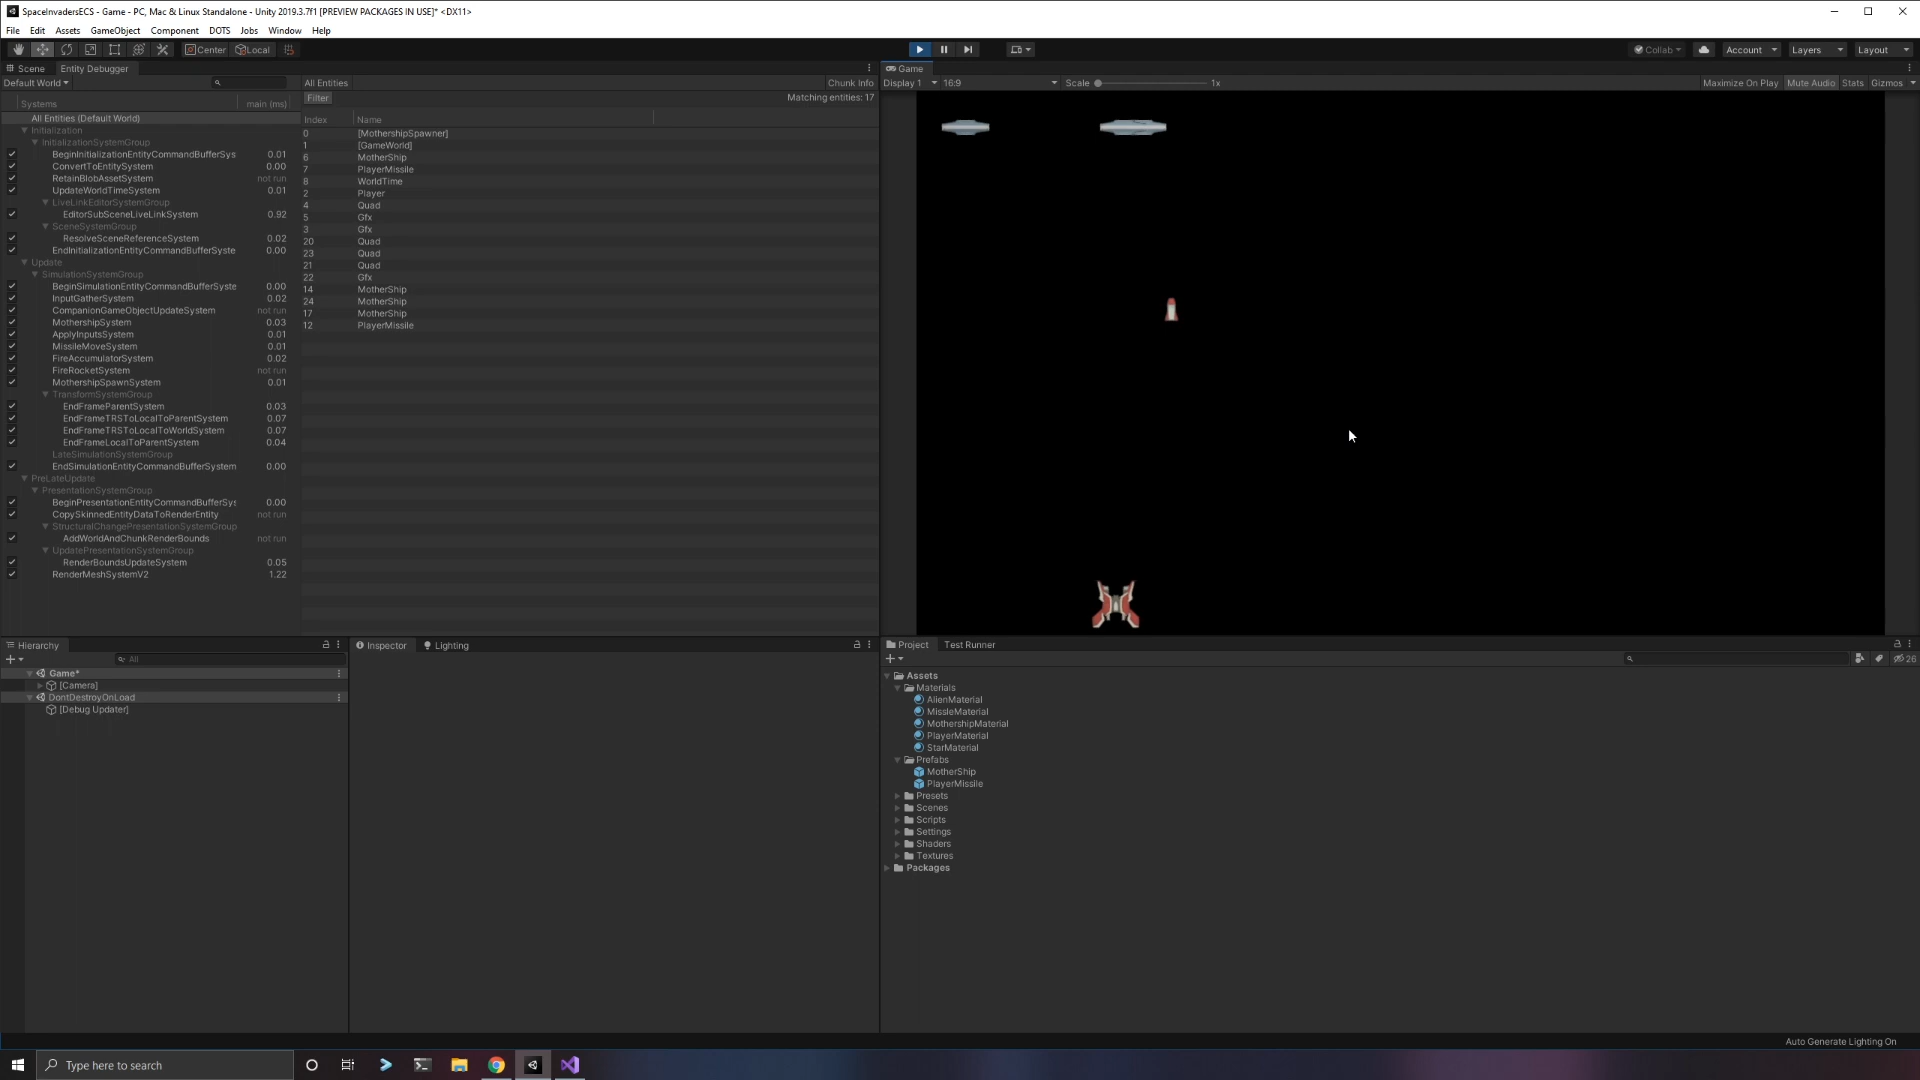 SpaceInvadersECS - Game - PC, Mac & Linux Standalone - Unity 2019.3.7f1 [PREVIEW PACKAGES IN USE]* <DX11>
File Edit Assets GameObject Component DOTS Jobs Window Help
Center Local Collab Account Layers Layout
Scene Entity Debugger
Default World
All Entities Chunk Info
Filter Matching entities: 17
Systems main (ms)
All Entities (Default World)
Initialization
InitializationSystemGroup
BeginInitializationEntityCommandBufferSys 0.01
ConvertToEntitySystem 0.00
RetainBlobAssetSystem not run
UpdateWorldTimeSystem 0.01
LiveLinkEditorSystemGroup
EditorSubSceneLiveLinkSystem 0.92
SceneSystemGroup
ResolveSceneReferenceSystem 0.02
EndInitializationEntityCommandBufferSyste 0.00
Update
SimulationSystemGroup
BeginSimulationEntityCommandBufferSyste 0.00
InputGatherSystem 0.02
CompanionGameObjectUpdateSystem not run
MothershipSystem 0.03
ApplyInputsSystem 0.01
MissileMoveSystem 0.01
FireAccumulatorSystem 0.02
FireRocketSystem not run
MothershipSpawnSystem 0.01
TransformSystemGroup
EndFrameParentSystem 0.03
EndFrameTRSToLocalToParentSystem 0.07
EndFrameTRSToLocalToWorldSystem 0.07
EndFrameLocalToParentSystem 0.04
LateSimulationSystemGroup
EndSimulationEntityCommandBufferSystem 0.00
PreLateUpdate
PresentationSystemGroup
BeginPresentationEntityCommandBufferSys 0.00
CopySkinnedEntityDataToRenderEntity not run
StructuralChangePresentationSystemGroup
AddWorldAndChunkRenderBounds not run
UpdatePresentationSystemGroup
RenderBoundsUpdateSystem 0.05
RenderMeshSystemV2 1.22
Index Name
0 [MothershipSpawner]
1 [GameWorld]
6 MotherShip
7 PlayerMissile
8 WorldTime
2 Player
4 Quad
5 Gfx
3 Gfx
20 Quad
23 Quad
21 Quad
22 Gfx
14 MotherShip
24 MotherShip
17 MotherShip
12 PlayerMissile
Game
Display 1 16:9 Scale 1x Maximize On Play Mute Audio Stats Gizmos
Hierarchy
All
Game*
[Camera]
DontDestroyOnLoad
[Debug Updater]
Inspector Lighting
Project Test Runner
26
Assets
Materials
AlienMaterial
MissleMaterial
MothershipMaterial
PlayerMaterial
StarMaterial
Prefabs
MotherShip
PlayerMissile
Presets
Scenes
Scripts
Settings
Shaders
Textures
Packages
Auto Generate Lighting On
Type here to search